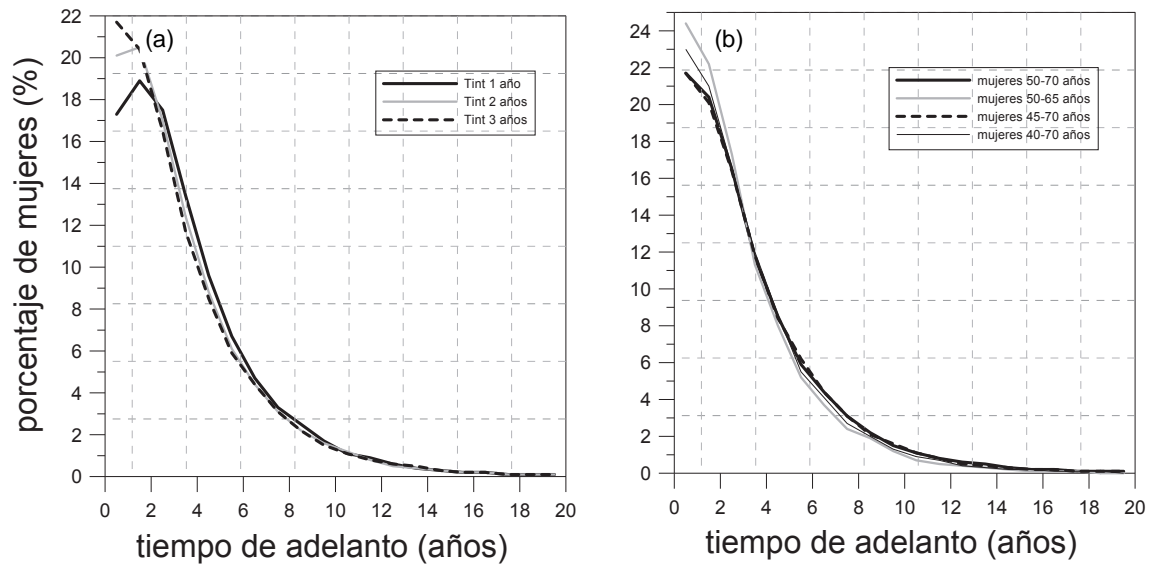 (a)
Tint 1 año
Tint 2 años
Tint 3 años
porcentaje de mujeres (%)
22
20
18
16
14
12
10
8
6
4
2
0
0 2 4 6 8 10 12 14 16 18 20
tiempo de adelanto (años)
(b)
mujeres 50-70 años
mujeres 50-65 años
mujeres 45-70 años
mujeres 40-70 años
24
22
20
18
16
14
12
10
8
6
4
2
0
0 2 4 6 8 10 12 14 16 18 20
tiempo de adelanto (años)